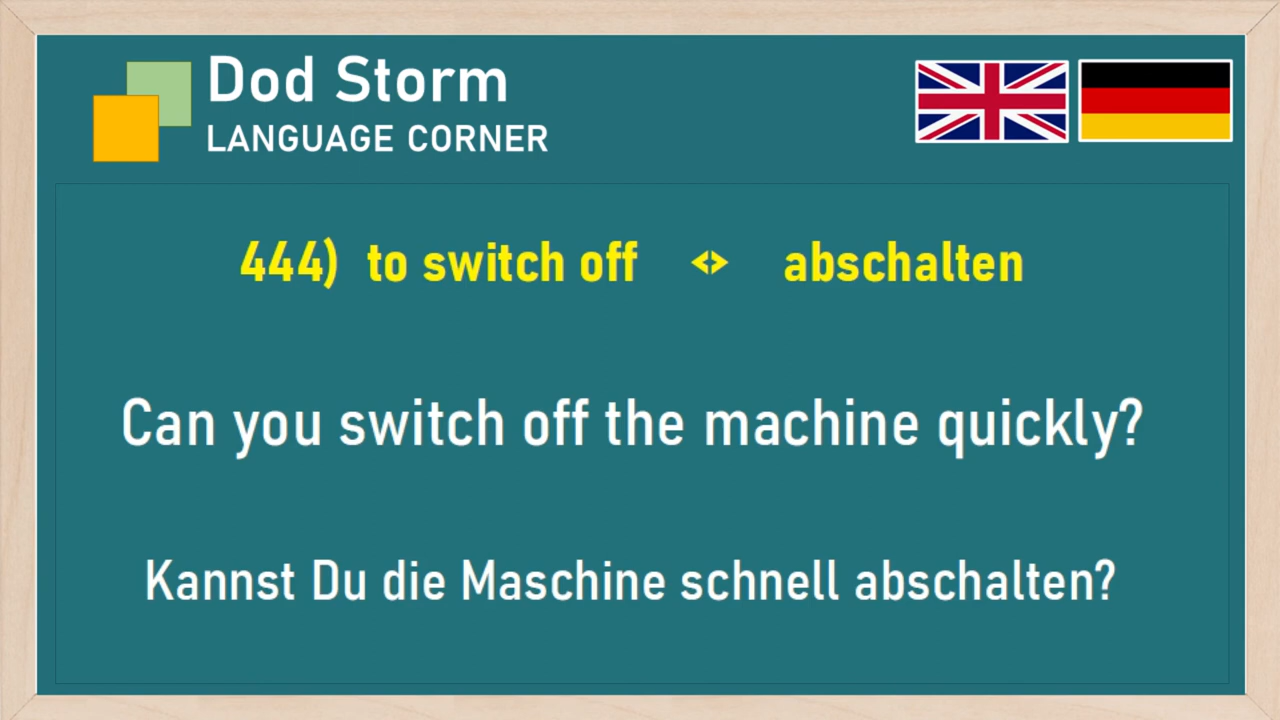 Dod Storm
LANGUAGE CORNER
444) to switch off <> abschalten
Can you switch off the machine quickly?
Kannst Du die Maschine schnell abschalten?